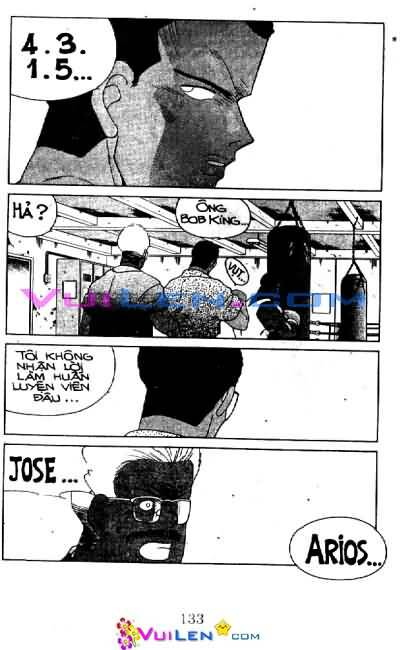 4.3.
1.5...
HẢ?
ÔNG
BOB KING...
VỤT.
VUILEN.COM
TÔI KHÔNG
NHẬN LỜI
LÀM HUẤN
LUYỆN VIÊN
ĐÂU...
JOSE...
ARIOS...
133
VUILEN.COM